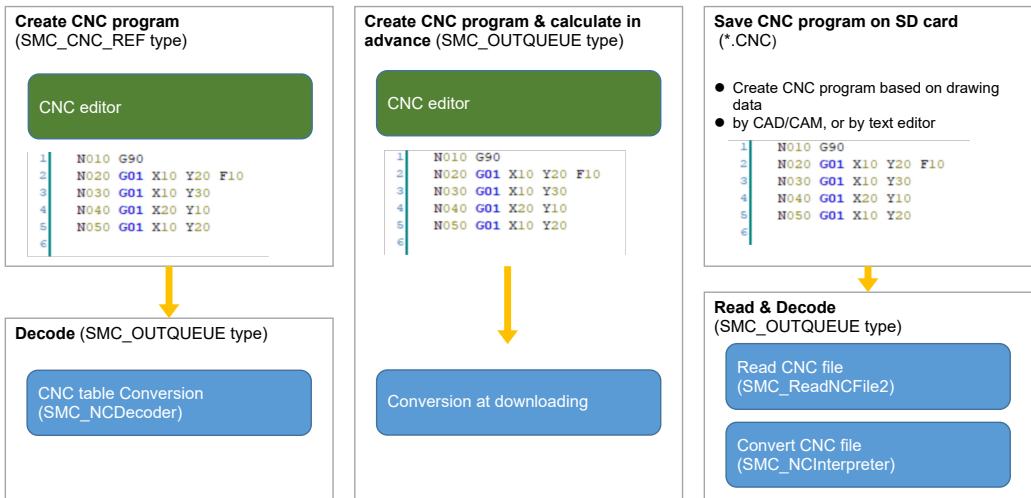 Create CNC program
(SMC_CNC_REF type)
CNC editor
1 N010 G90
2 N020 G01 X10 Y20 F10
3 N030 G01 X10 Y30
4 N040 G01 X20 Y10
5 N050 G01 X10 Y20
6
Decode (SMC_OUTQUEUE type)
CNC table Conversion
(SMC_NCDecoder)
Create CNC program & calculate in
advance (SMC_OUTQUEUE type)
CNC editor
1 N010 G90
2 N020 G01 X10 Y20 F10
3 N030 G01 X10 Y30
4 N040 G01 X20 Y10
5 N050 G01 X10 Y20
6
Conversion at downloading
Save CNC program on SD card
(*.CNC)
● Create CNC program based on drawing
data
● by CAD/CAM, or by text editor
1 N010 G90
2 N020 G01 X10 Y20 F10
3 N030 G01 X10 Y30
4 N040 G01 X20 Y10
5 N050 G01 X10 Y20
6
Read & Decode
(SMC_OUTQUEUE type)
Read CNC file
(SMC_ReadNCFile2)
Convert CNC file
(SMC_NCInterpreter)